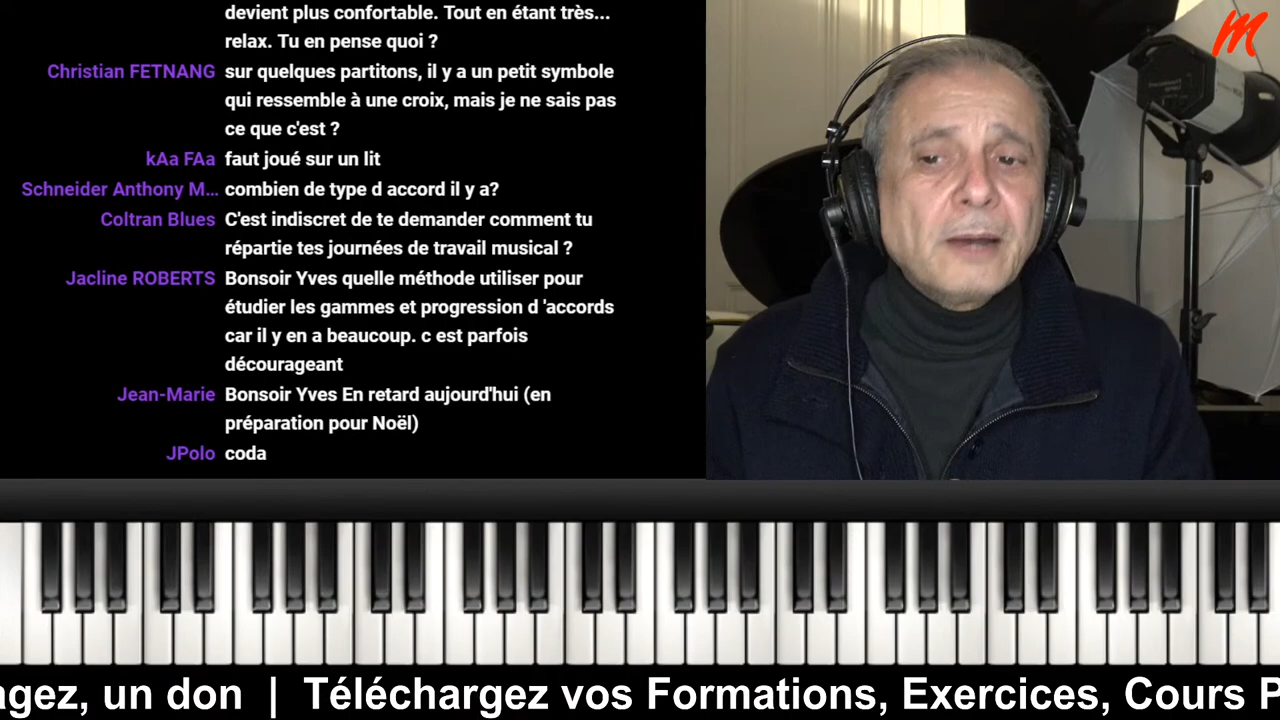 devient plus confortable. Tout en étant très...
relax. Tu en pense quoi ?
Christian FETNANG sur quelques partitons, il y a un petit symbole
qui ressemble à une croix, mais je ne sais pas
ce que c'est ?
kAa FAa faut joué sur un lit
Schneider Anthony M... combien de type d accord il y a?
Coltran Blues C'est indiscret de te demander comment tu
répartie tes journées de travail musical ?
Jacline ROBERTS Bonsoir Yves quelle méthode utiliser pour
étudier les gammes et progression d 'accords
car il y en a beaucoup. c est parfois
décourageant
Jean-Marie Bonsoir Yves En retard aujourd'hui (en
préparation pour Noël)
JPolo coda
M
agez, un don | Téléchargez vos Formations, Exercices, Cours P